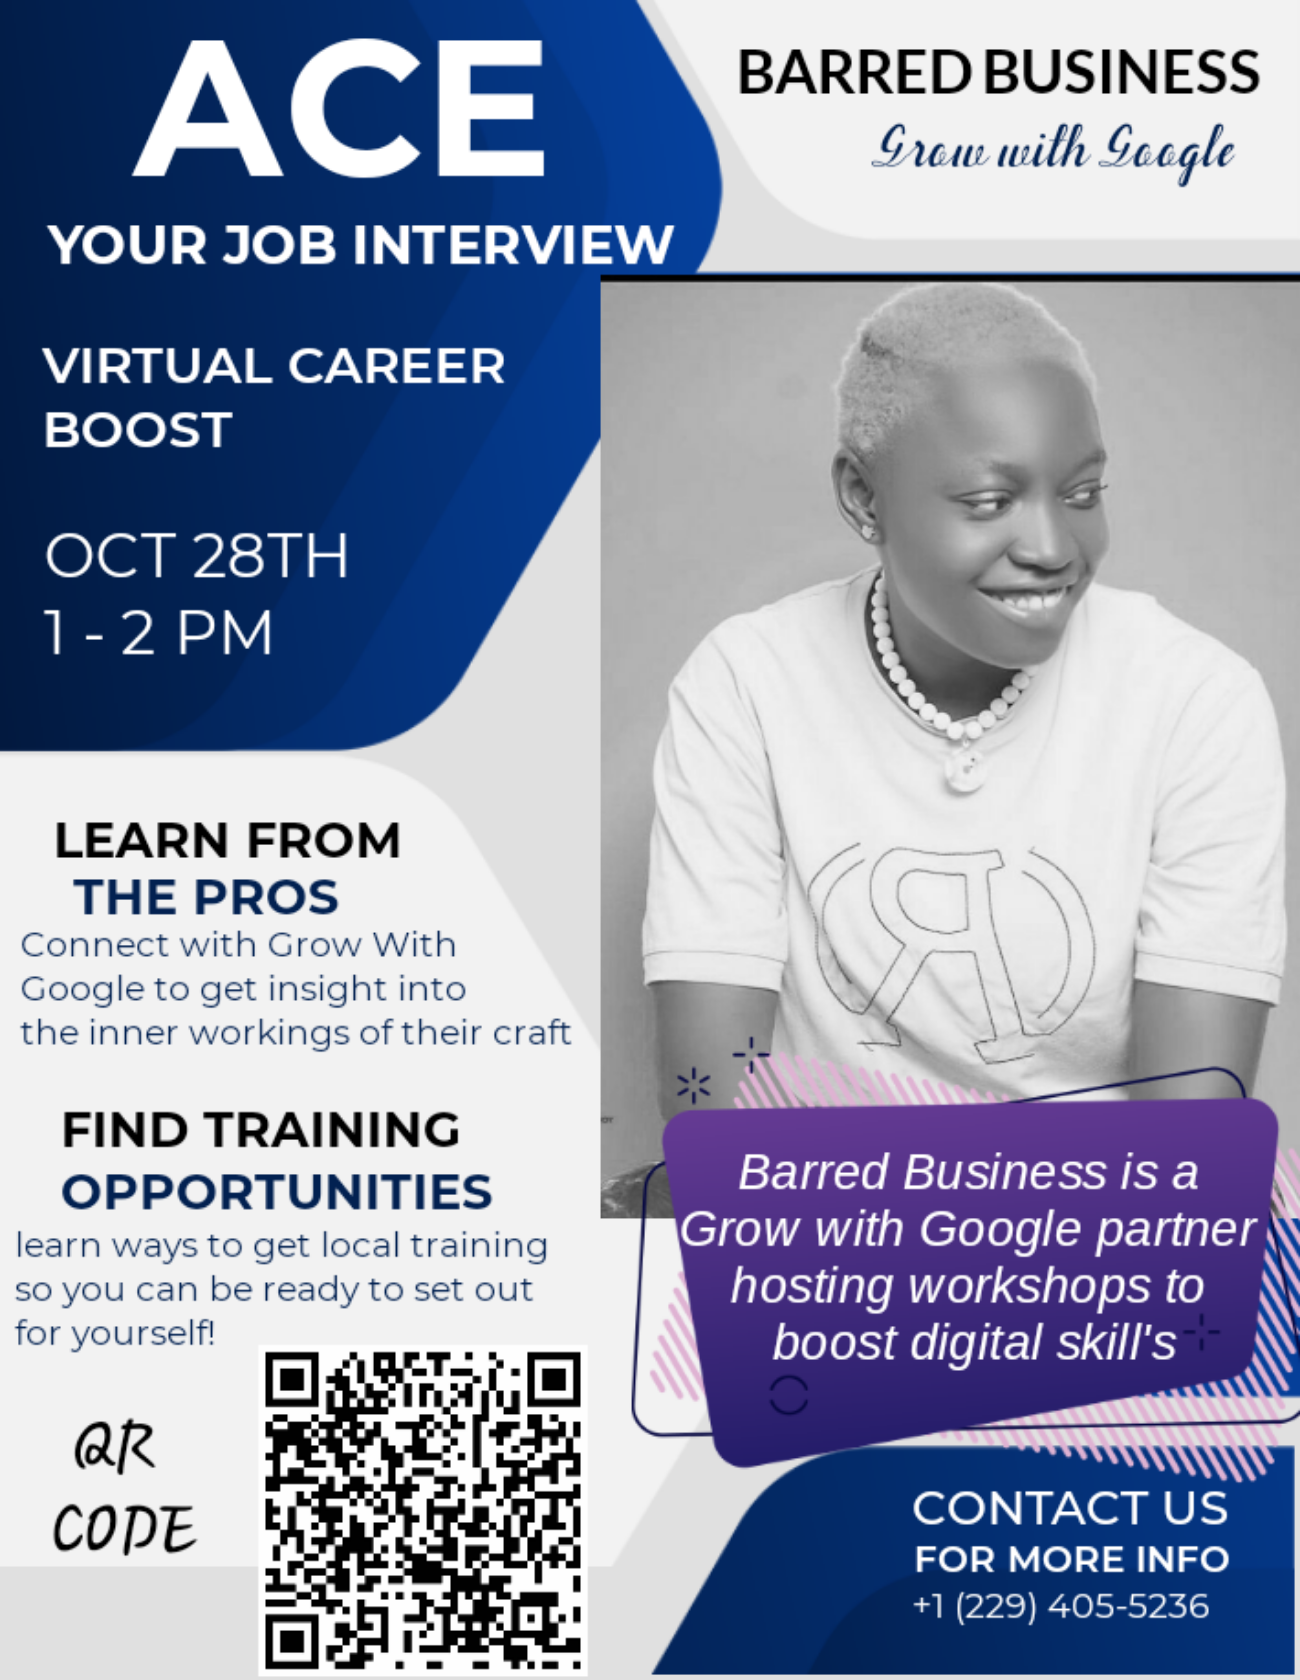 ACE
YOUR JOB INTERVIEW
VIRTUAL CAREER
BOOST
OCT 28TH
1 - 2 PM
BARRED BUSINESS
Grow with Google
LEARN FROM
THE PROS
Connect with Grow With
Google to get insight into
the inner workings of their craft
FIND TRAINING
OPPORTUNITIES
learn ways to get local training
so you can be ready to set out
for yourself!
QR
CODE
Barred Business is a
Grow with Google partner
hosting workshops to
boost digital skill's
CONTACT US
FOR MORE INFO
+1 (229) 405-5236